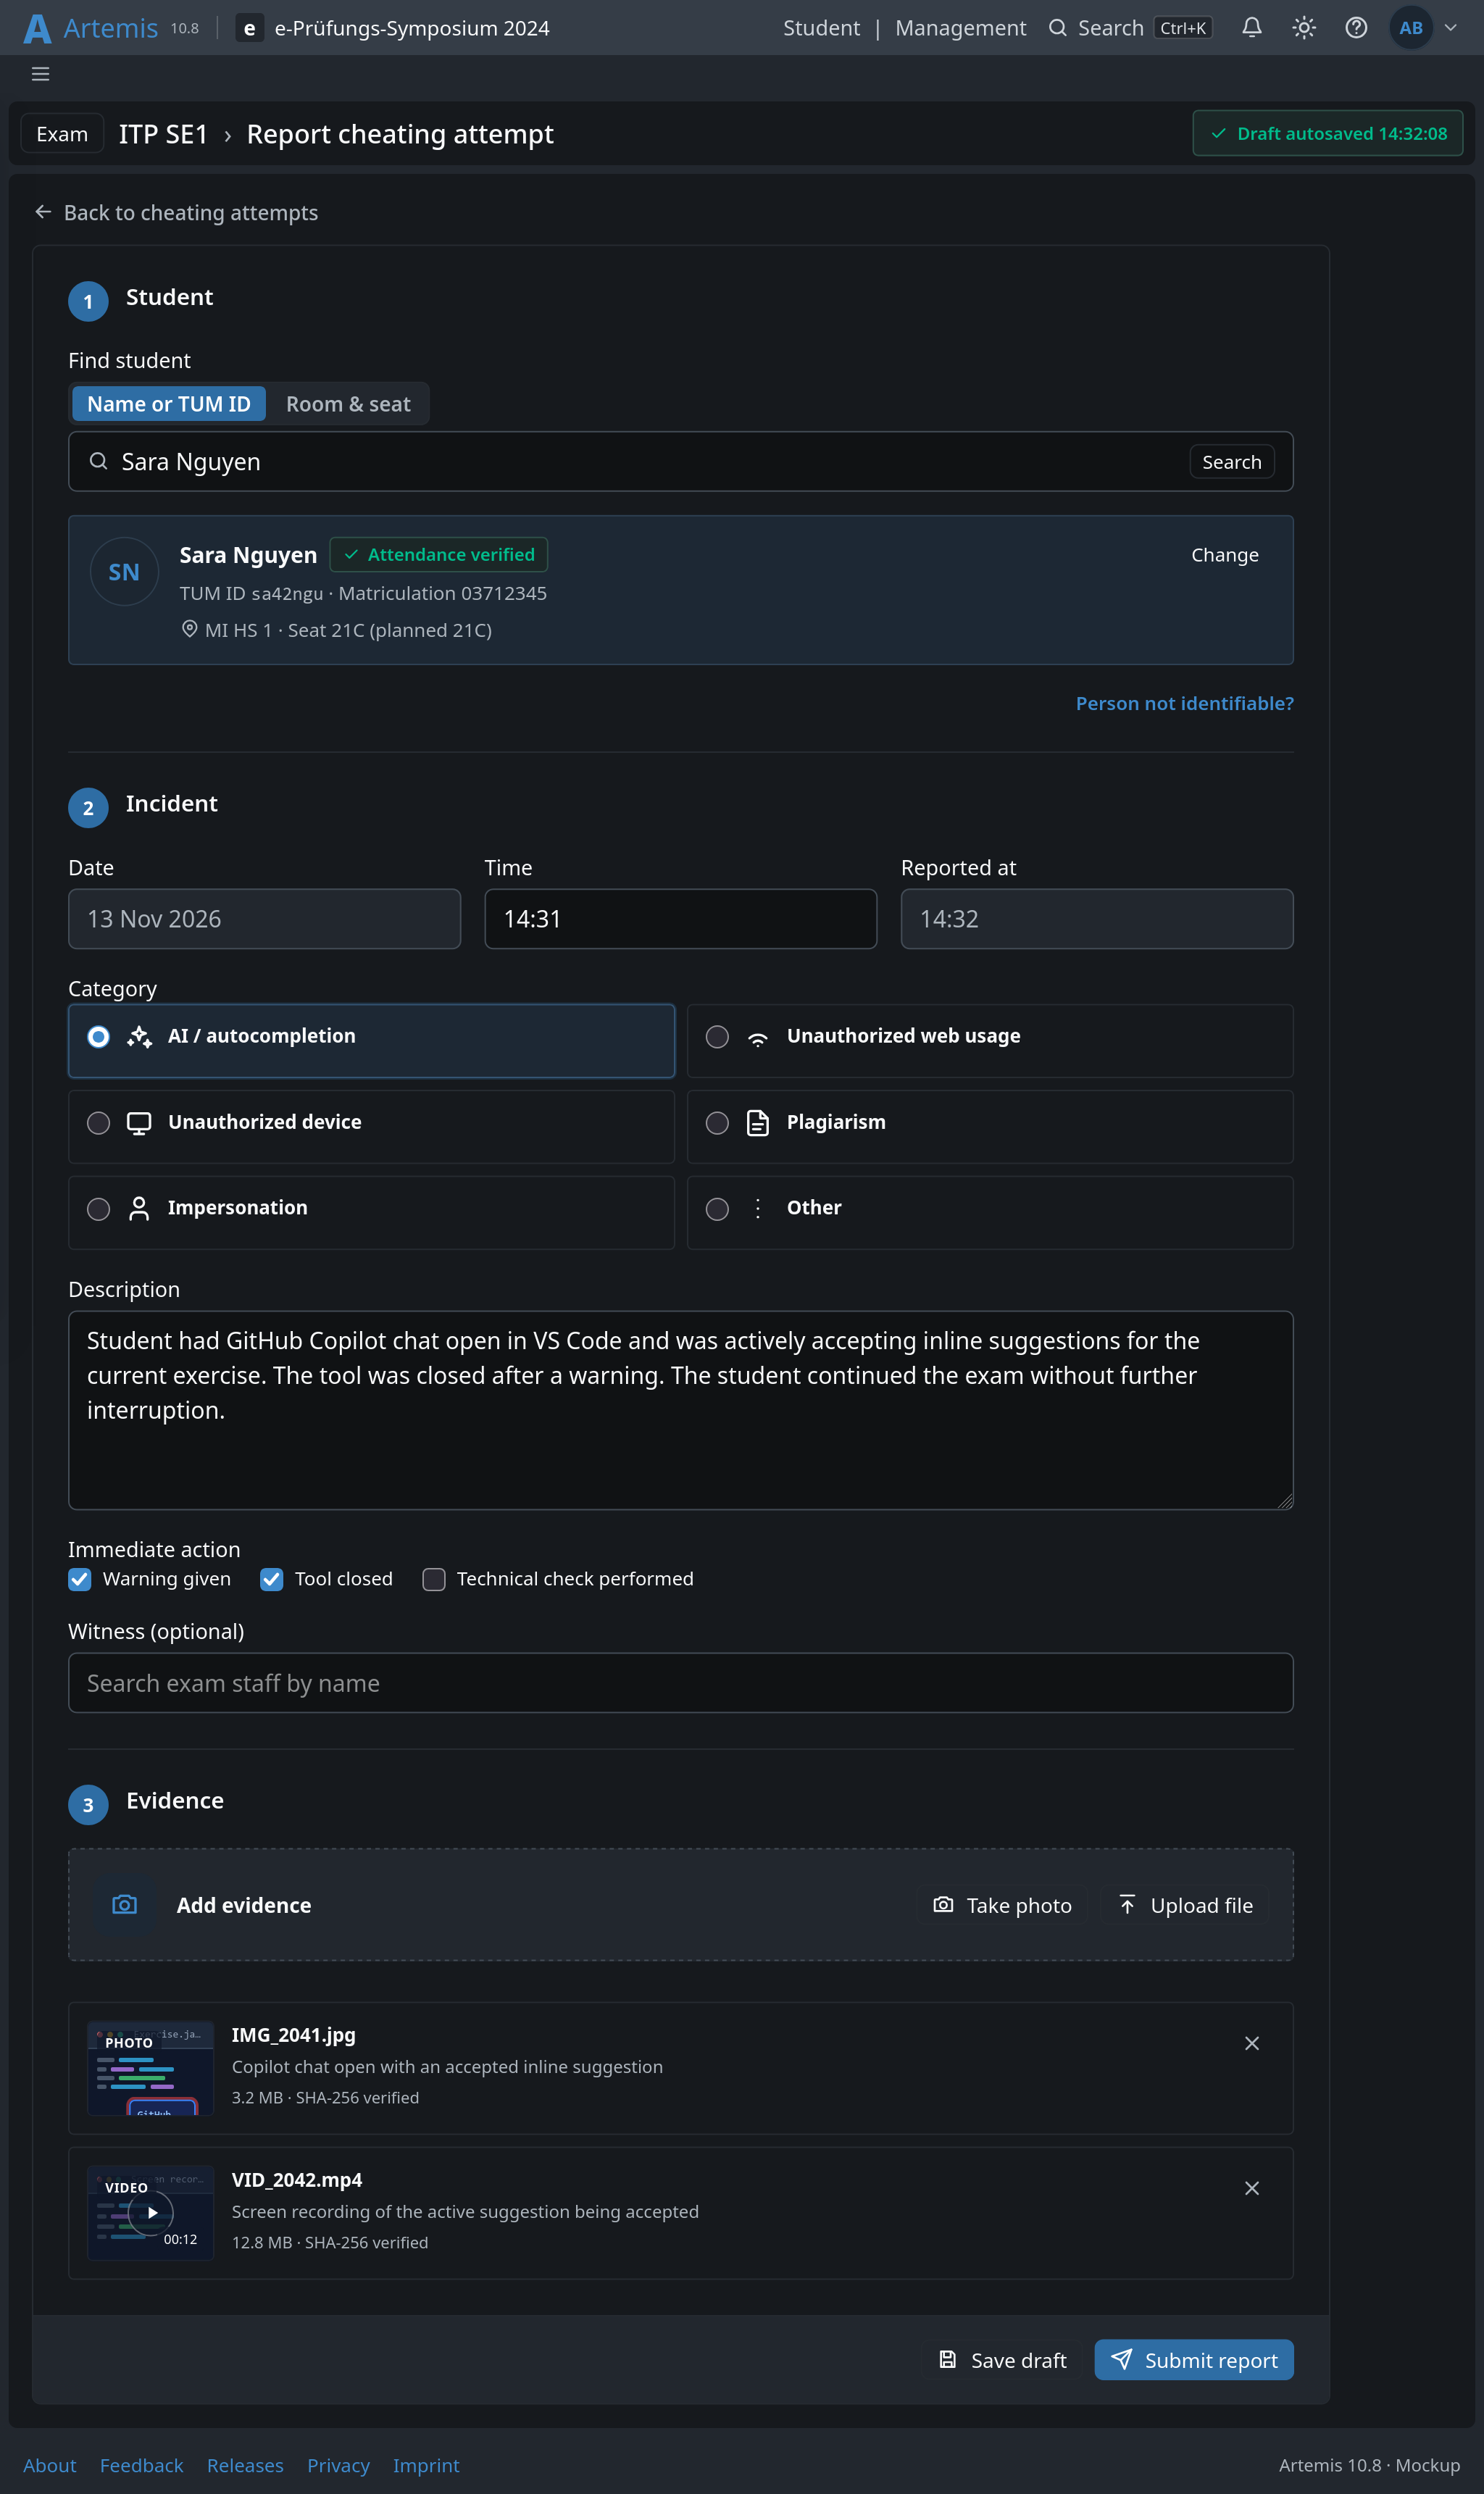 Artemis 10.8 e e-Prüfungs-Symposium 2024 Student | Management Search Ctrl+K AB
Exam ITP SE1 › Report cheating attempt Draft autosaved 14:32:08
Back to cheating attempts
1 Student
Find student
Name or TUM ID Room & seat
Sara Nguyen Search
SN Sara Nguyen Attendance verified Change
TUM ID sa42ngu · Matriculation 03712345
MI HS 1 · Seat 21C (planned 21C)
Person not identifiable?
2 Incident
Date Time Reported at
13 Nov 2026 14:31 14:32
Category
AI / autocompletion Unauthorized web usage
Unauthorized device Plagiarism
Impersonation Other
Description
Student had GitHub Copilot chat open in VS Code and was actively accepting inline suggestions for the
current exercise. The tool was closed after a warning. The student continued the exam without further
interruption.
Immediate action
Warning given Tool closed Technical check performed
Witness (optional)
Search exam staff by name
3 Evidence
Add evidence Take photo Upload file
PHOTO
IMG_2041.jpg
Copilot chat open with an accepted inline suggestion
3.2 MB · SHA-256 verified
VIDEO
00:12
VID_2042.mp4
Screen recording of the active suggestion being accepted
12.8 MB · SHA-256 verified
Save draft Submit report
About Feedback Releases Privacy Imprint Artemis 10.8 · Mockup